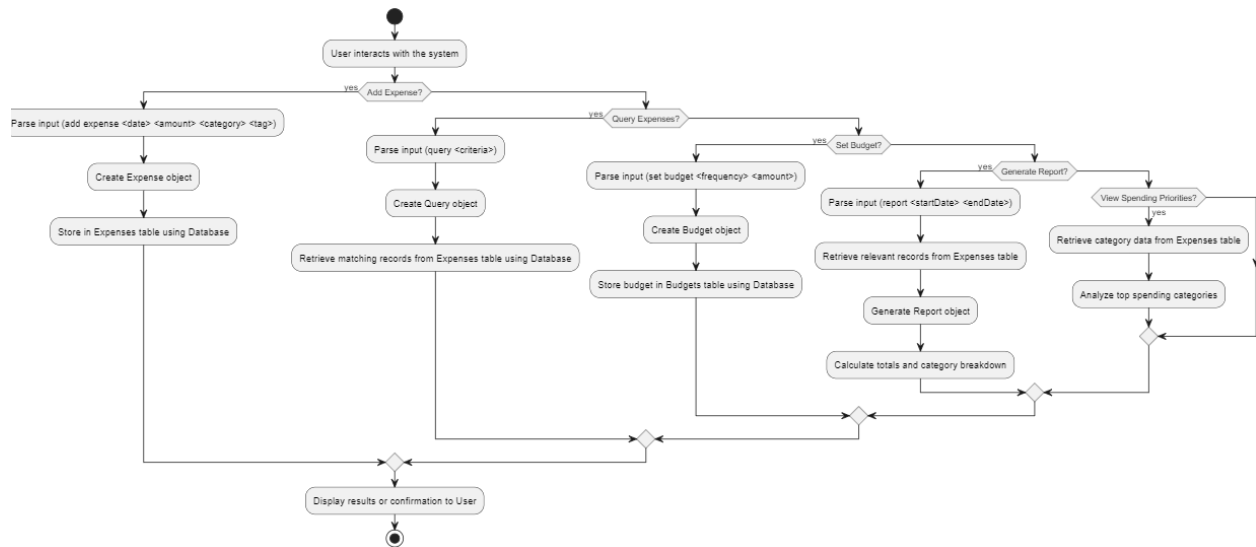 User interacts with the system
yes
Add Expense?
Parse input (add expense <date> <amount> <category> <tag>)
Create Expense object
Store in Expenses table using Database
yes
Query Expenses?
Parse input (query <criteria>)
Create Query object
Retrieve matching records from Expenses table using Database
yes
Set Budget?
Parse input (set budget <frequency> <amount>)
Create Budget object
Store budget in Budgets table using Database
yes
Generate Report?
Parse input (report <startDate> <endDate>)
Retrieve relevant records from Expenses table
Generate Report object
Calculate totals and category breakdown
View Spending Priorities?
yes
Retrieve category data from Expenses table
Analyze top spending categories
Display results or confirmation to User